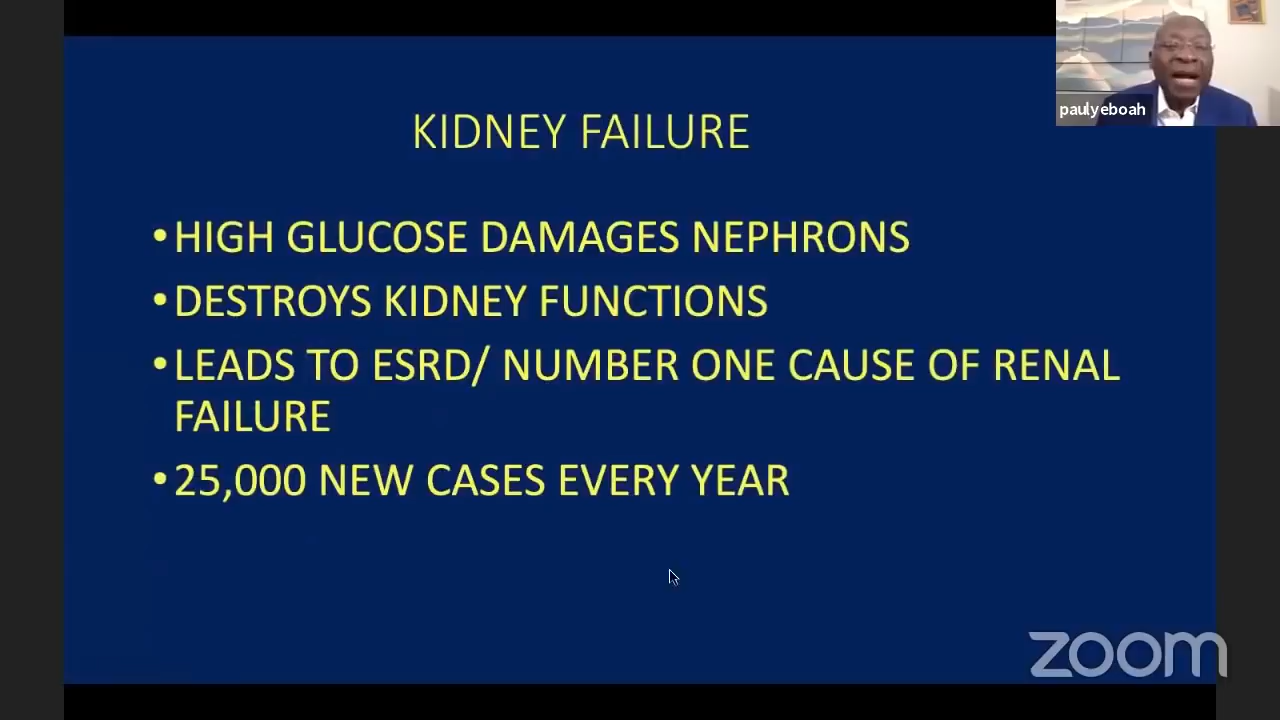 paulyeboah
KIDNEY FAILURE
•HIGH GLUCOSE DAMAGES NEPHRONS
•DESTROYS KIDNEY FUNCTIONS
•LEADS TO ESRD/ NUMBER ONE CAUSE OF RENAL
FAILURE
•25,000 NEW CASES EVERY YEAR
zoom